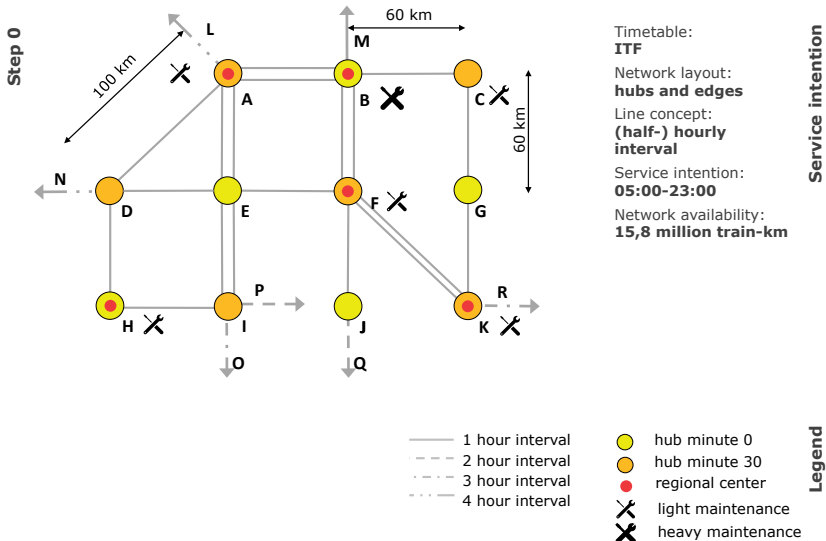 Step 0
L
M
60 km
100 km
A
B
C
60 km
N
D
E
F
G
P
R
H
I
J
K
O
Q
Timetable:
ITF
Network layout:
hubs and edges
Line concept:
(half-) hourly
interval
Service intention:
05:00-23:00
Network availability:
15,8 million train-km
Service intention
1 hour interval
2 hour interval
3 hour interval
4 hour interval
hub minute 0
hub minute 30
regional center
light maintenance
heavy maintenance
Legend